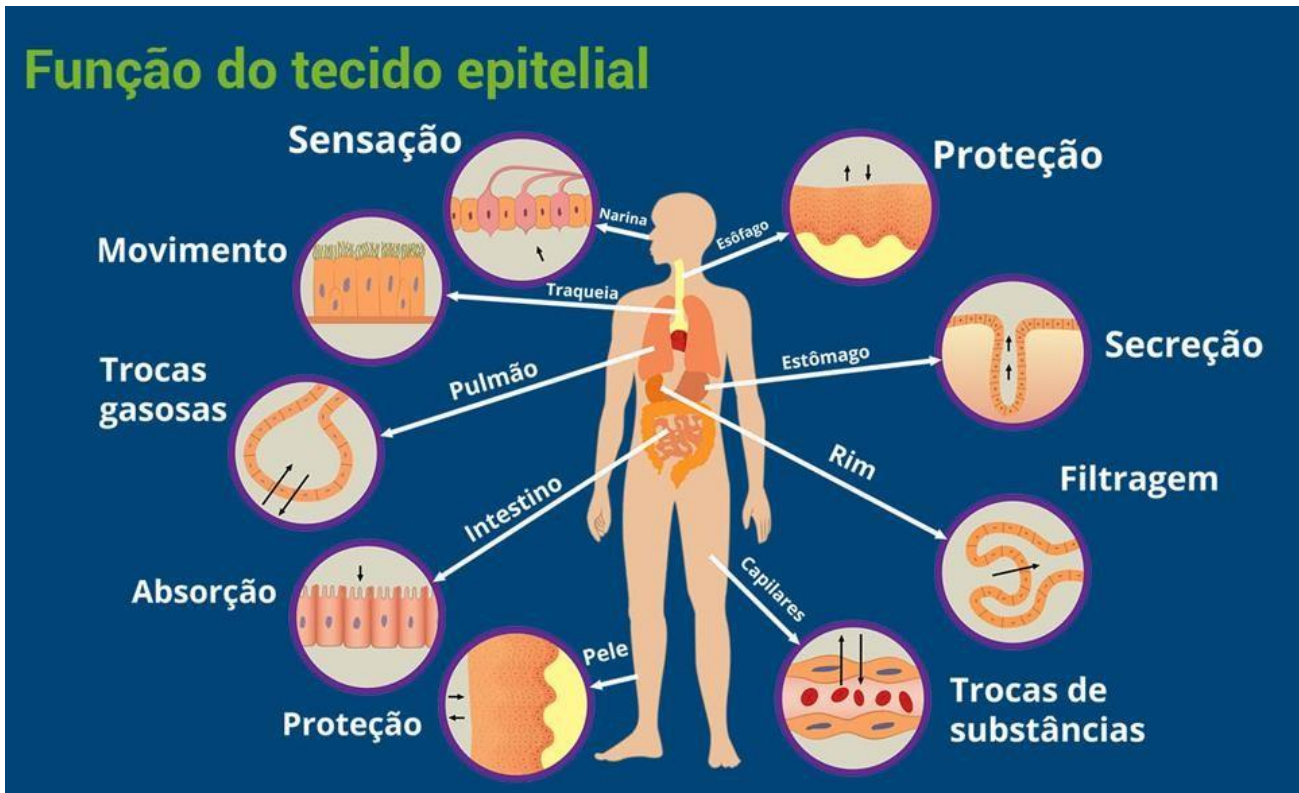 Função do tecido epitelial
Sensação
Narina
Esôfago
Proteção
Movimento
Traqueia
Estômago
Secreção
Trocas
gasosas
Pulmão
Rim
Filtragem
Intestino
Absorção
Capilares
Pele
Proteção
Trocas de
substâncias